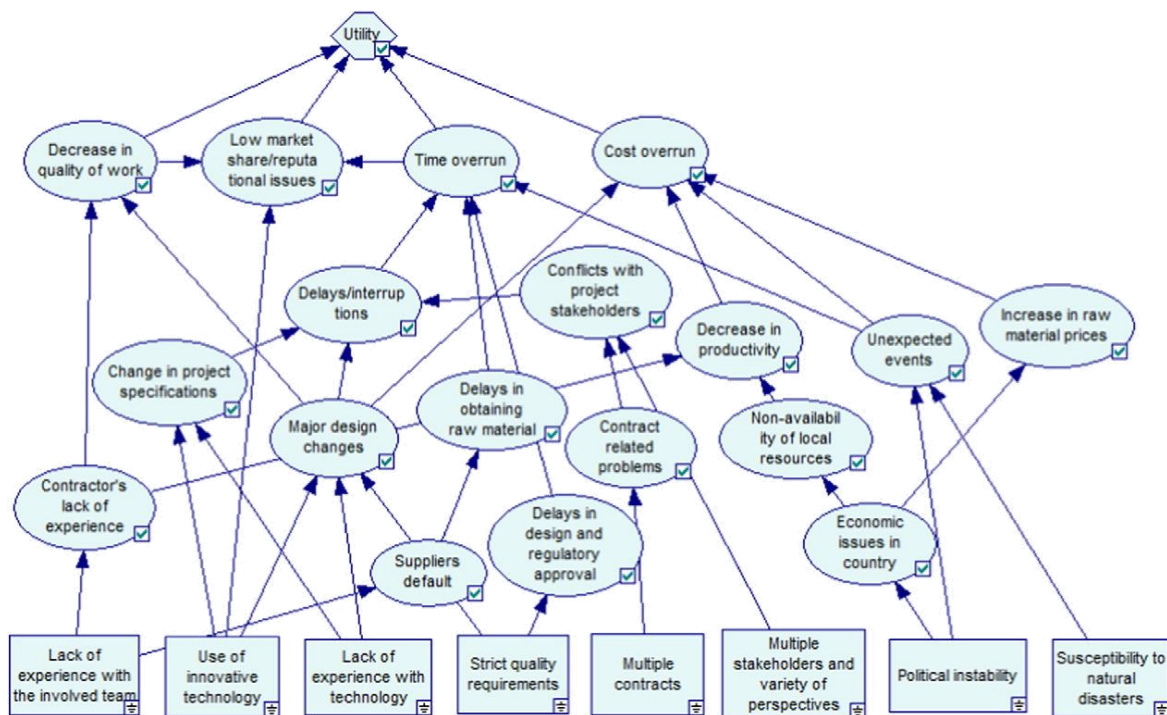 Utility
Decrease in
quality of work
Low market
share/reputa
tional issues
Time overrun
Cost overrun
Delays/interrup
tions
Conflicts with
project
stakeholders
Decrease in
productivity
Unexpected
events
Increase in raw
material prices
Change in project
specifications
Major design
changes
Delays in
obtaining
raw material
Contract
related
problems
Non-availabil
ity of local
resources
Contractor's
lack of
experience
Suppliers
default
Delays in
design and
regulatory
approval
Economic
issues in
country
Lack of
experience with
the involved team
Use of
innovative
technology
Lack of
experience with
technology
Strict quality
requirements
Multiple
contracts
Multiple
stakeholders and
variety of
perspectives
Political instability
Susceptibility to
natural
disasters